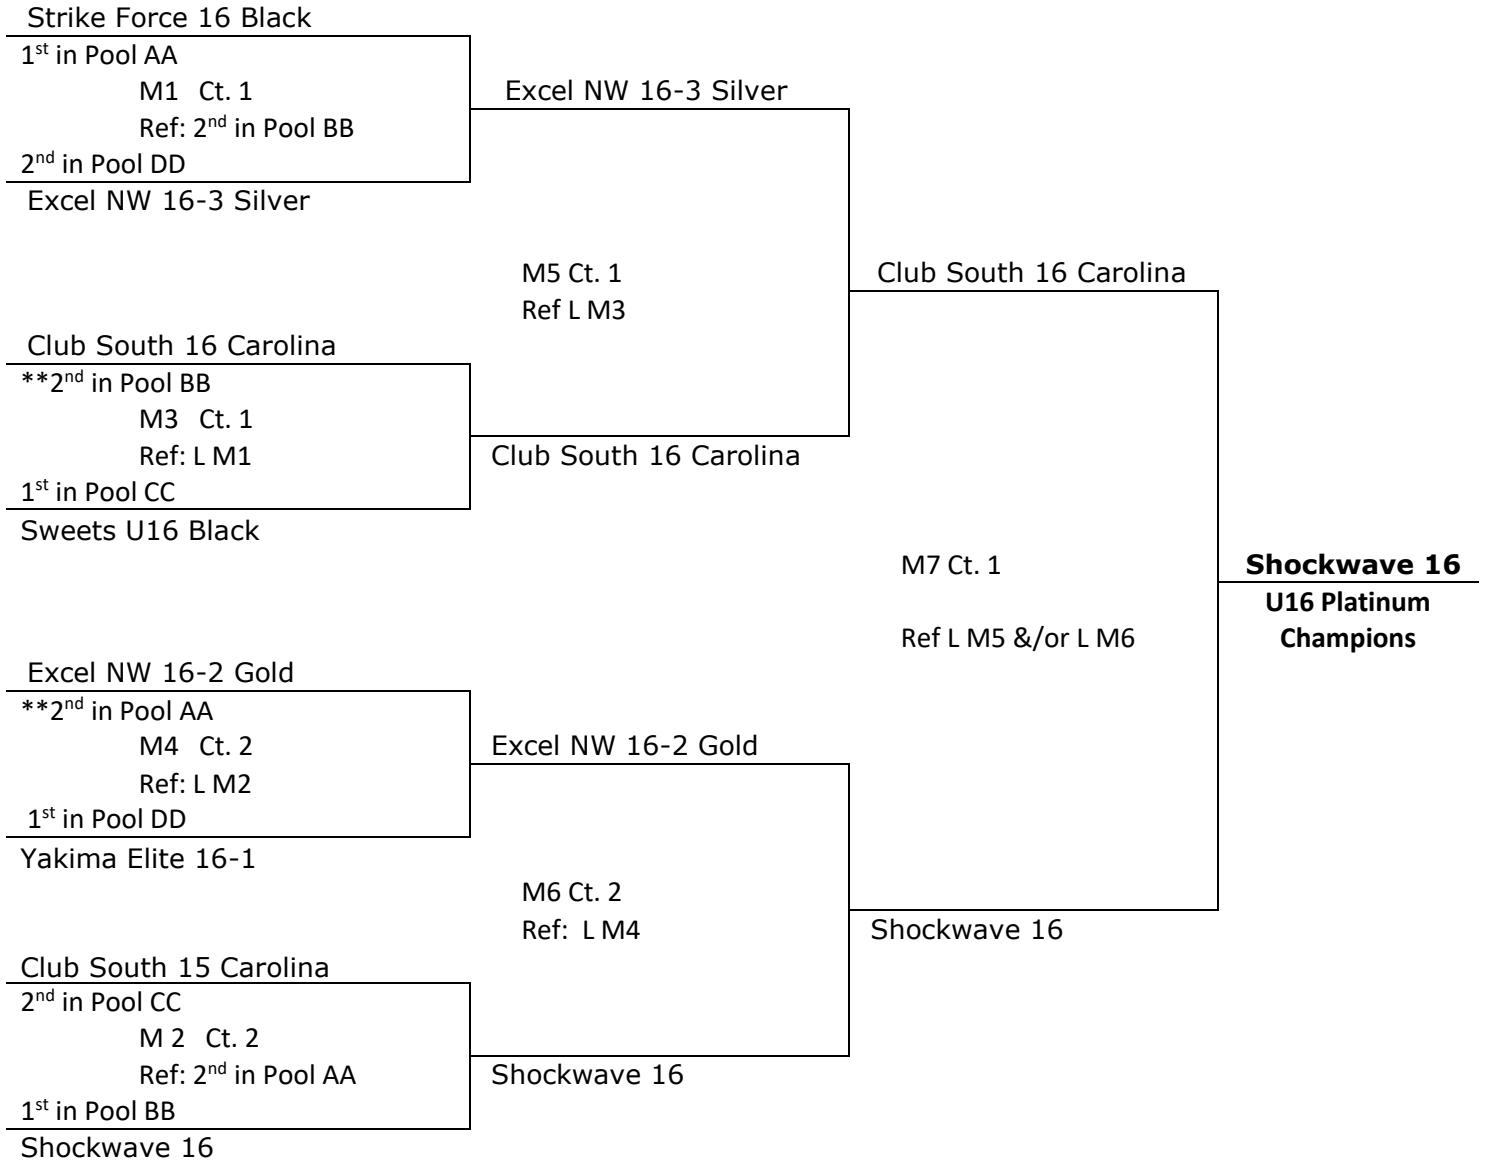 Strike Force 16 Black
1st in Pool AA
M1 Ct. 1
Ref: 2nd in Pool BB
2nd in Pool DD
Excel NW 16-3 Silver
Excel NW 16-3 Silver
M5 Ct. 1
Ref L M3
Club South 16 Carolina
Club South 16 Carolina
**2nd in Pool BB
M3 Ct. 1
Ref: L M1
1st in Pool CC
Sweets U16 Black
Club South 16 Carolina
M7 Ct. 1
Ref L M5 &/or L M6
Shockwave 16
U16 Platinum
Champions
Excel NW 16-2 Gold
**2nd in Pool AA
M4 Ct. 2
Ref: L M2
1st in Pool DD
Yakima Elite 16-1
Excel NW 16-2 Gold
M6 Ct. 2
Ref: L M4
Shockwave 16
Club South 15 Carolina
2nd in Pool CC
M 2 Ct. 2
Ref: 2nd in Pool AA
1st in Pool BB
Shockwave 16
Shockwave 16